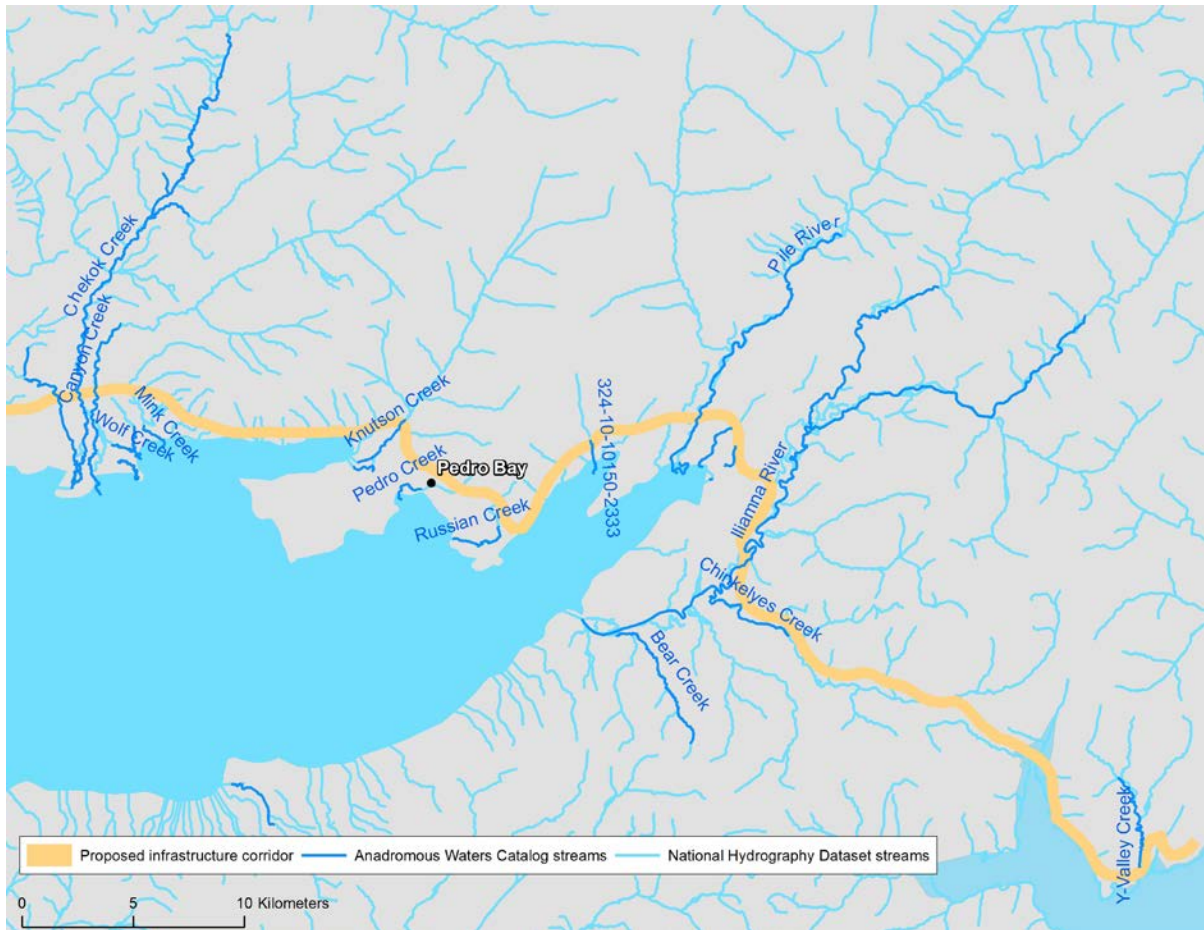 Chekok Creek
Canyon Creek
Mink Creek
Wolf Creek
Knutson Creek
Pedro Creek
Pedro Bay
Russian Creek
324-10-10150-2333
Pile River
Iliamna River
Chinkelyes Creek
Bear Creek
Y-Valley Creek
Proposed infrastructure corridor
Anadromous Waters Catalog streams
National Hydrography Dataset streams
0 5 10 Kilometers